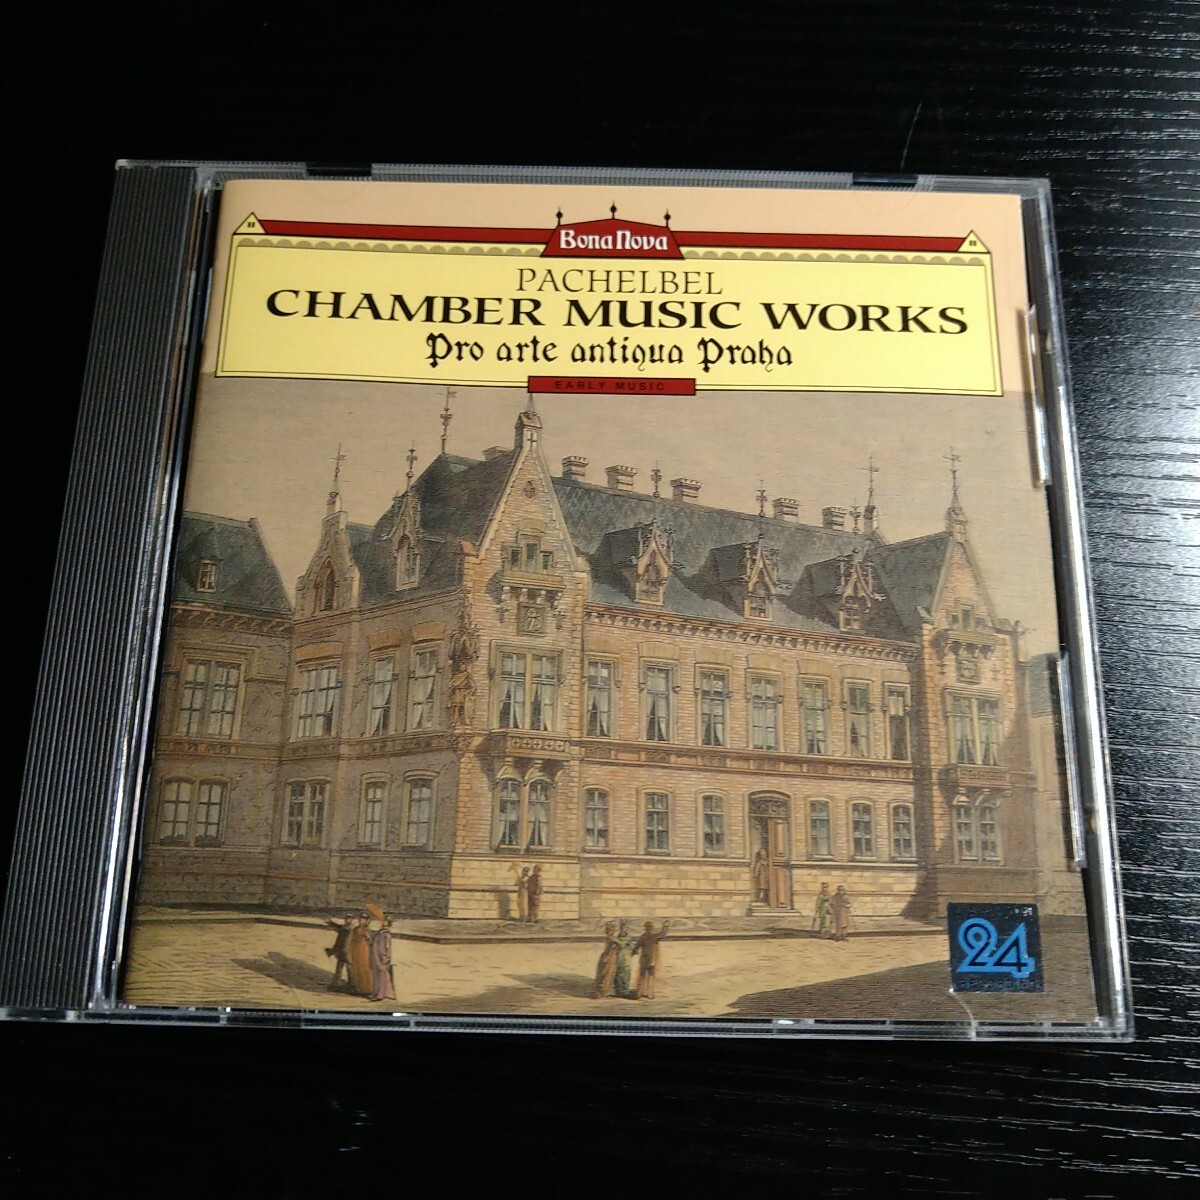 Bona Nova
PACHELBEL
CHAMBER MUSIC WORKS
Pro arte antiqua Praha
EARLY MUSIC
24